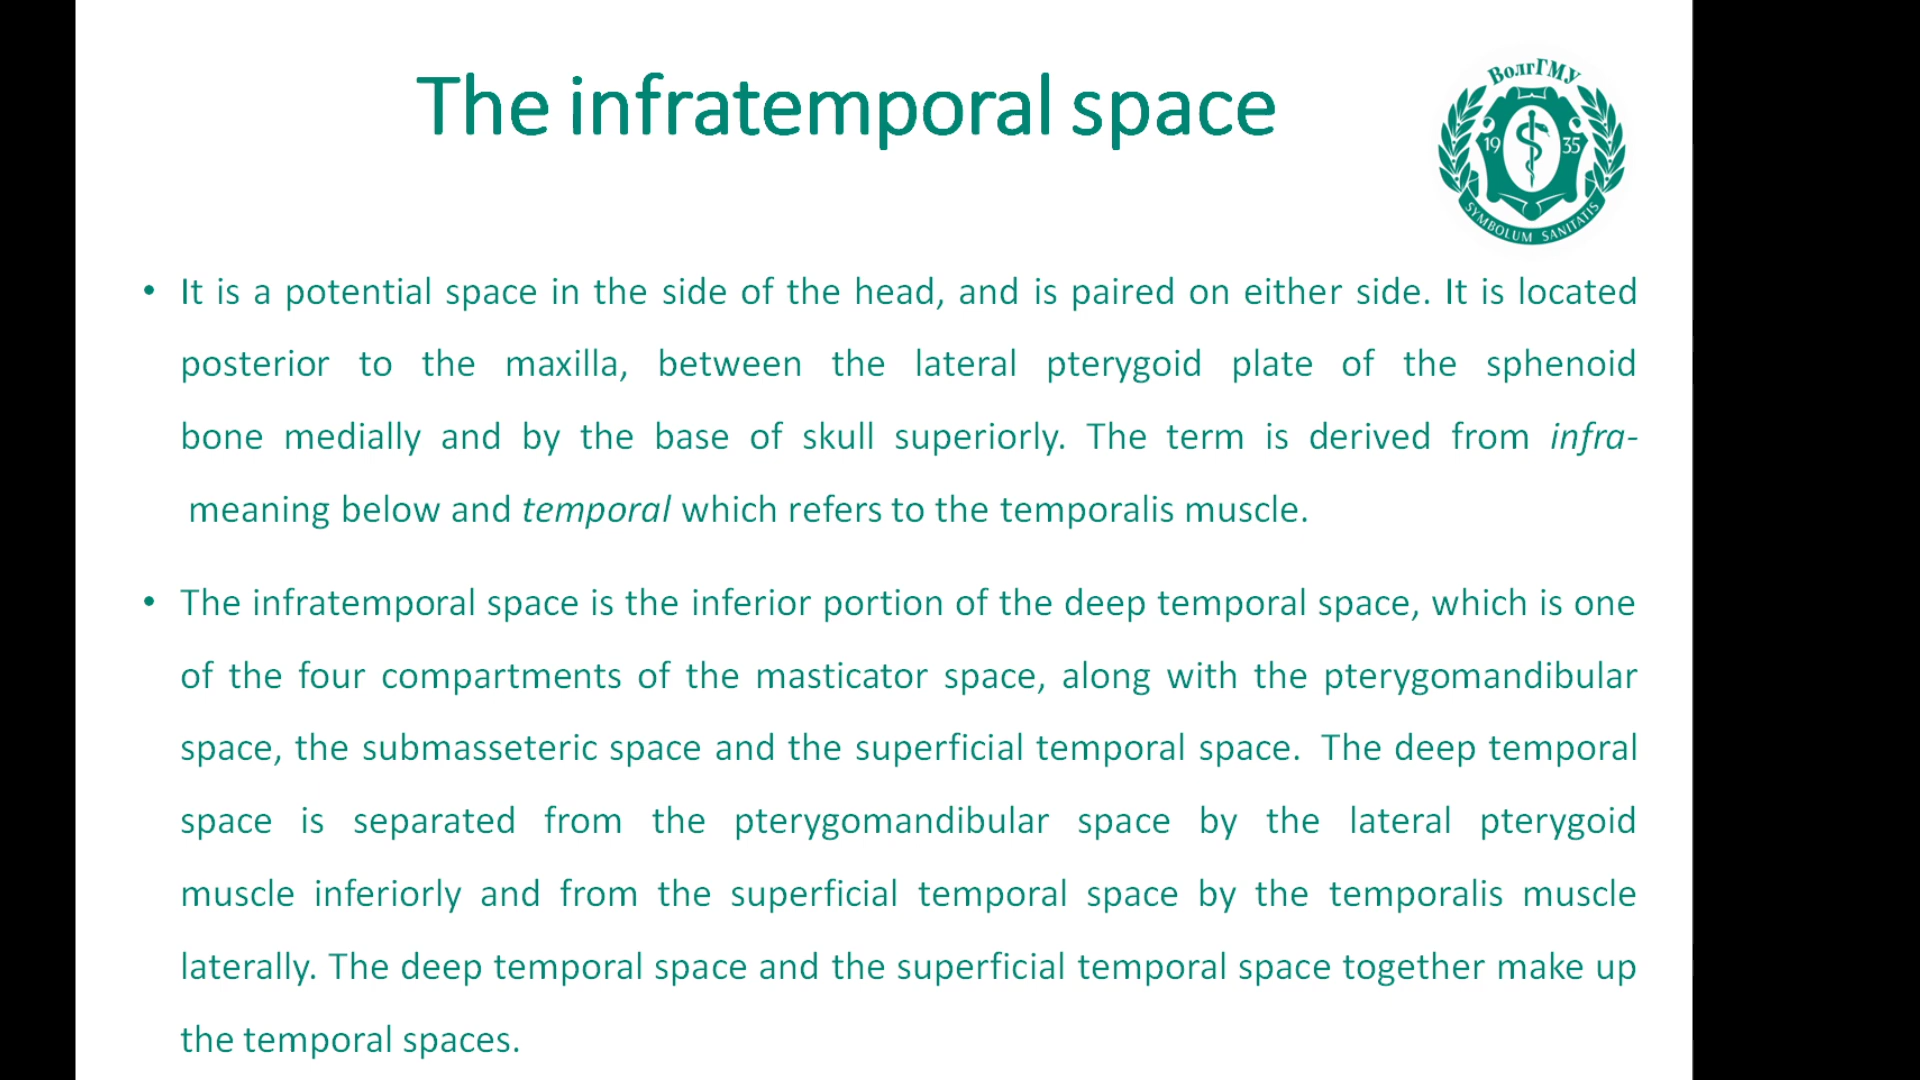 The infratemporal space
ВолгГМУ
19 35
SYMBOLUM SANITATIS
• It is a potential space in the side of the head, and is paired on either side. It is located
posterior to the maxilla, between the lateral pterygoid plate of the sphenoid
bone medially and by the base of skull superiorly. The term is derived from infra-
meaning below and temporal which refers to the temporalis muscle.
• The infratemporal space is the inferior portion of the deep temporal space, which is one
of the four compartments of the masticator space, along with the pterygomandibular
space, the submasseteric space and the superficial temporal space. The deep temporal
space is separated from the pterygomandibular space by the lateral pterygoid
muscle inferiorly and from the superficial temporal space by the temporalis muscle
laterally. The deep temporal space and the superficial temporal space together make up
the temporal spaces.